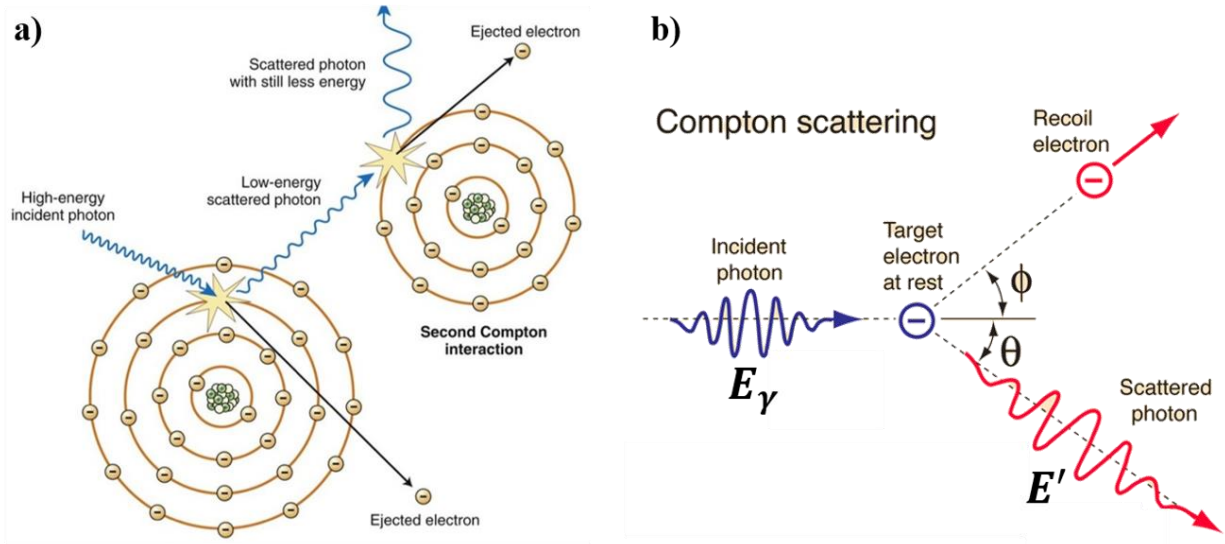 a)
Ejected electron
Scattered photon
with still less energy
High-energy
incident photon
Low-energy
scattered photon
Second Compton
interaction
Ejected electron
b)
Compton scattering
Recoil
electron
Target
electron
at rest
Incident
photon
ϕ
θ
Eγ
Scattered
photon
E′